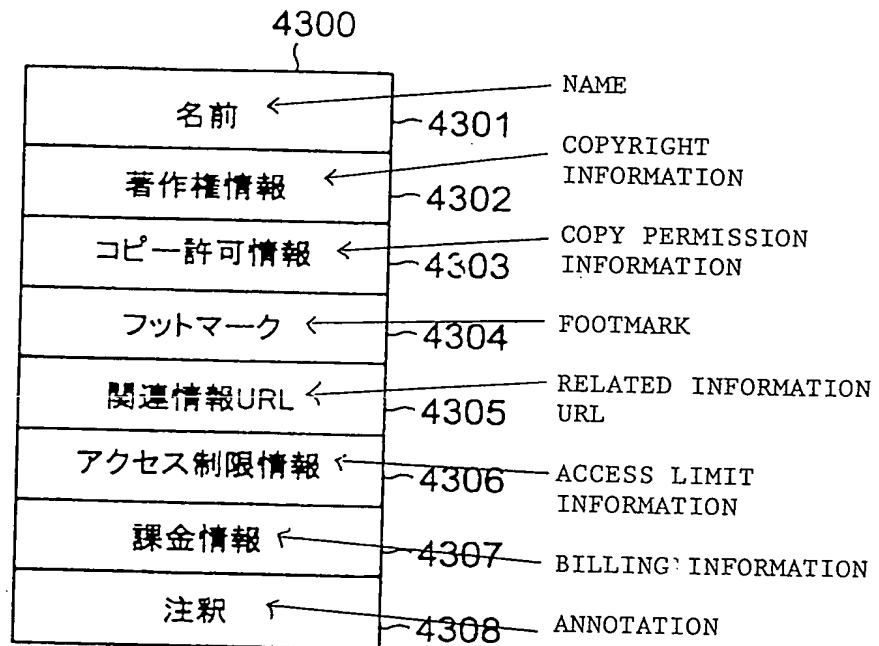 4300
名前
4301
NAME
著作権情報
4302
COPYRIGHT
INFORMATION
コピー許可情報
4303
COPY PERMISSION
INFORMATION
フットマーク
4304
FOOTMARK
関連情報URL
4305
RELATED INFORMATION
URL
アクセス制限情報
4306
ACCESS LIMIT
INFORMATION
課金情報
4307
BILLING INFORMATION
注釈
4308
ANNOTATION